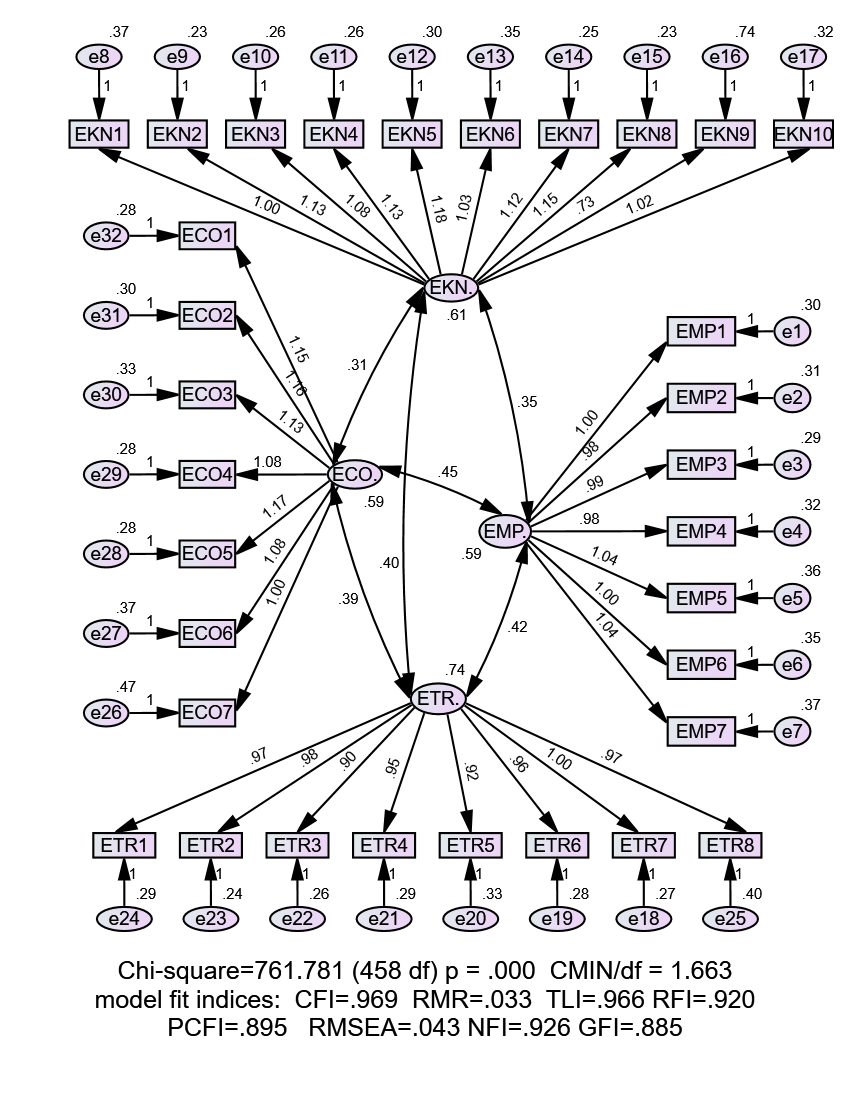 .37 .23 .26 .26 .30 .35 .25 .23 .74 .32
e8 e9 e10 e11 e12 e13 e14 e15 e16 e17
1 1 1 1 1 1 1 1 1 1
EKN1 EKN2 EKN3 EKN4 EKN5 EKN6 EKN7 EKN8 EKN9 EKN10
1.00 1.13 1.08 1.13 1.18 1.03 1.12 1.15 .73 1.02
EKN.
.61
.28
e32 1 ECO1
.30
e31 1 ECO2
.33
e30 1 ECO3
.28
e29 1 ECO4
.28
e28 1 ECO5
.37
e27 1 ECO6
.47
e26 1 ECO7
1.15
1.13
1.08
1.17
1.08
1.00
ECO.
.59
.31
.35
.45
.40
.39
.42
EMP.
.59
1.00
.98
.99
.98
1.04
1.00
1.04
.30
EMP1 1 e1
.31
EMP2 1 e2
.29
EMP3 1 e3
.32
EMP4 1 e4
.36
EMP5 1 e5
.35
EMP6 1 e6
.37
EMP7 1 e7
.74
ETR.
.97 .98 .90 .95 .92 .96 1.00 .97
ETR1 ETR2 ETR3 ETR4 ETR5 ETR6 ETR7 ETR8
1 1 1 1 1 1 1 1
.29 .24 .26 .29 .33 .28 .27 .40
e24 e23 e22 e21 e20 e19 e18 e25
Chi-square=761.781 (458 df) p = .000 CMIN/df = 1.663
model fit indices: CFI=.969 RMR=.033 TLI=.966 RFI=.920
PCFI=.895 RMSEA=.043 NFI=.926 GFI=.885